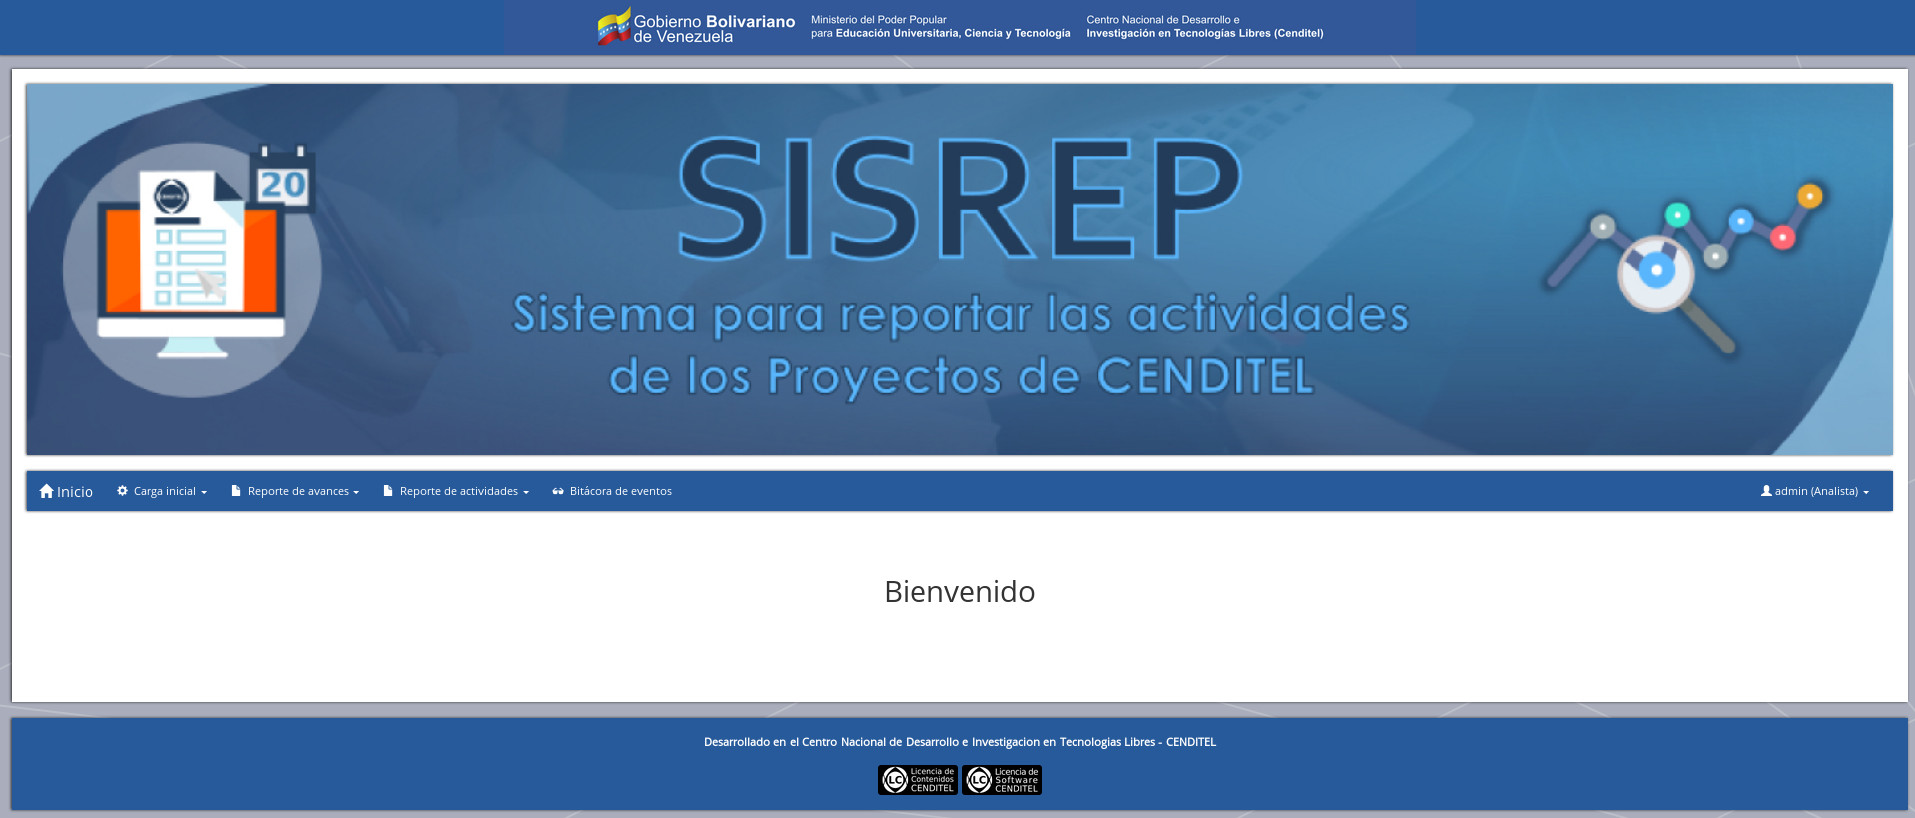 Gobierno Bolivariano
de Venezuela
Ministerio del Poder Popular
para Educación Universitaria, Ciencia y Tecnología
Centro Nacional de Desarrollo e
Investigación en Tecnologías Libres (Cenditel)
20
SISREP
Sistema para reportar las actividades
de los Proyectos de CENDITEL
Inicio
Carga inicial
Reporte de avances
Reporte de actividades
Bitácora de eventos
admin (Analista)
Bienvenido
Desarrollado en el Centro Nacional de Desarrollo e Investigacion en Tecnologias Libres - CENDITEL
LC
Licencia de
Contenidos
CENDITEL
LC
Licencia de
Software
CENDITEL